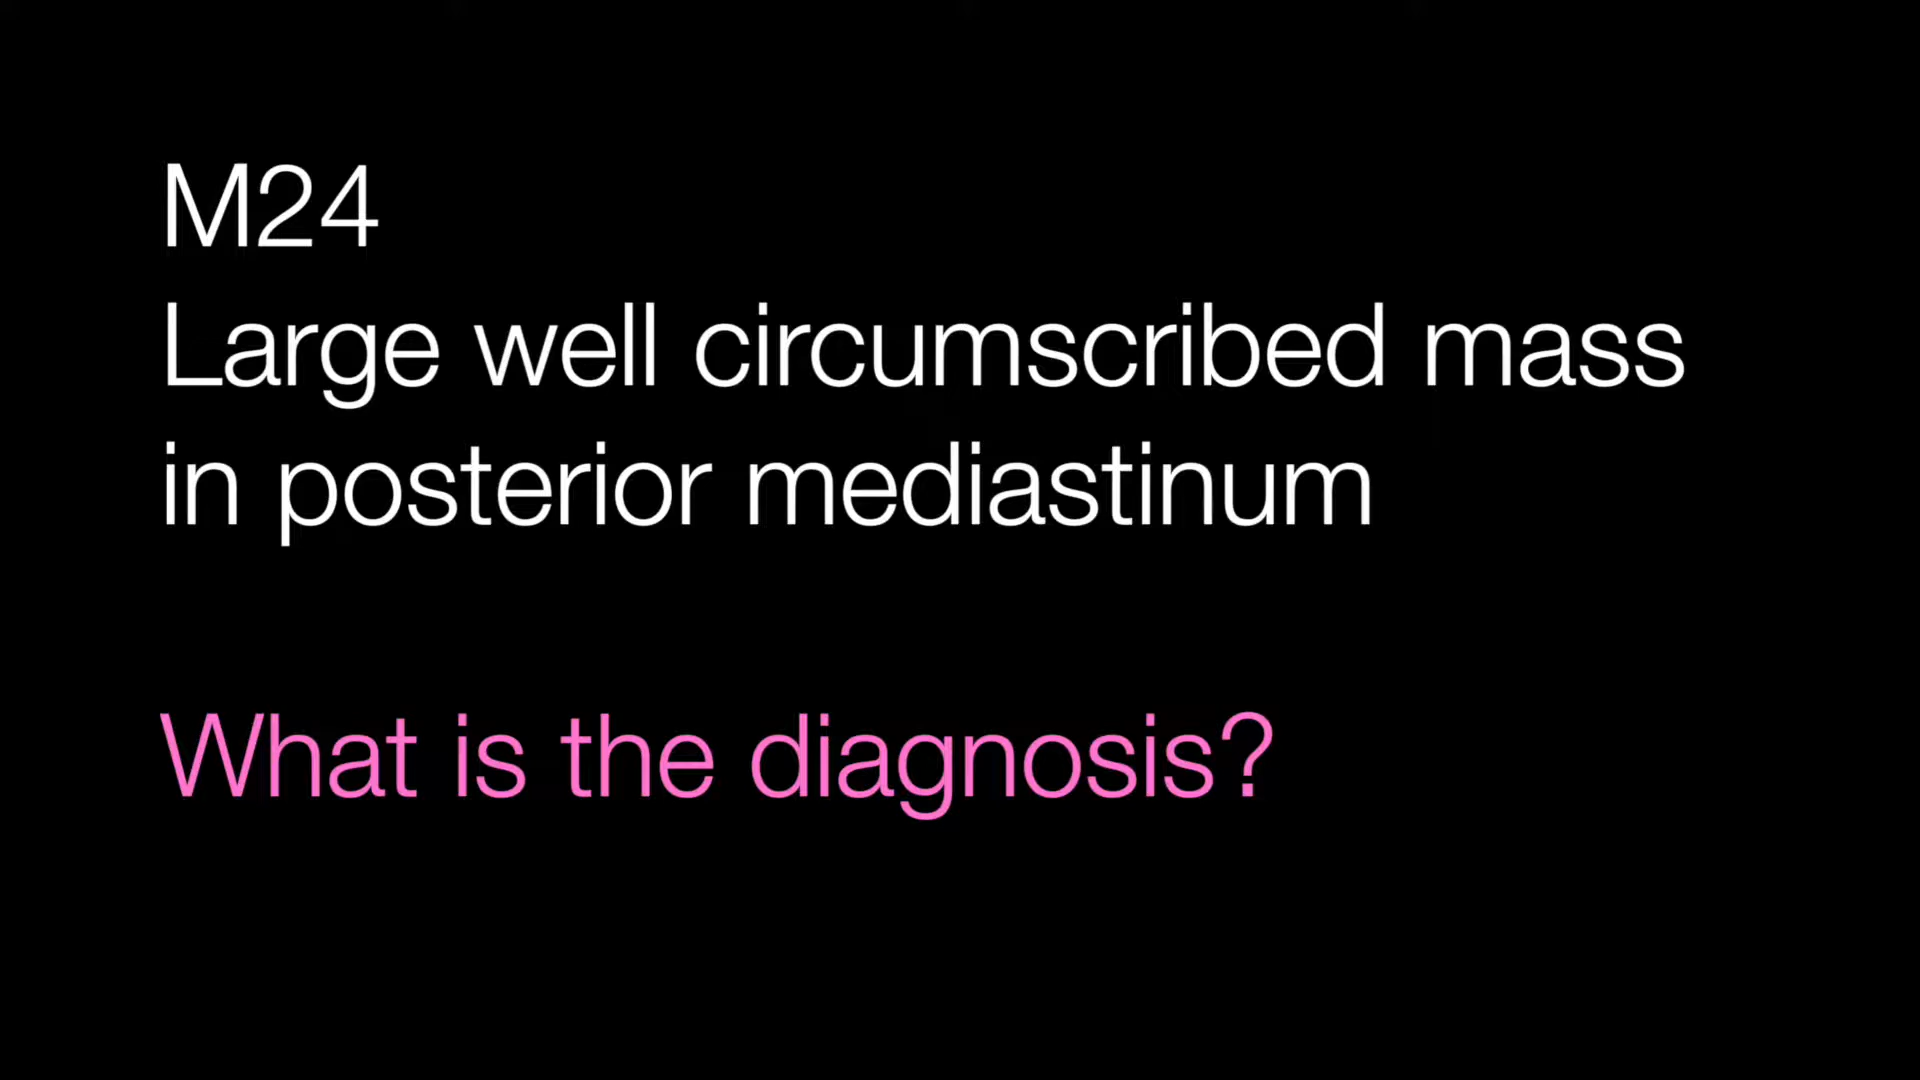 M24
Large well circumscribed mass
in posterior mediastinum
What is the diagnosis?